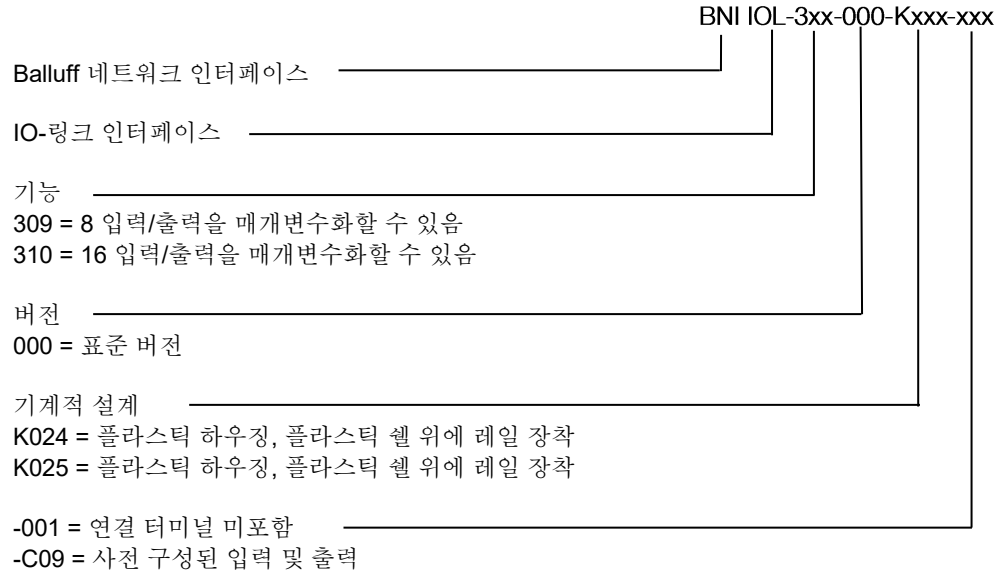 BNI IOL-3xx-000-Kxxx-xxx
Balluff 네트워크 인터페이스
IO-링크 인터페이스
기능
309 = 8 입력/출력을 매개변수화할 수 있음
310 = 16 입력/출력을 매개변수화할 수 있음
버전
000 = 표준 버전
기계적 설계
K024 = 플라스틱 하우징, 플라스틱 쉘 위에 레일 장착
K025 = 플라스틱 하우징, 플라스틱 쉘 위에 레일 장착
-001 = 연결 터미널 미포함
-C09 = 사전 구성된 입력 및 출력